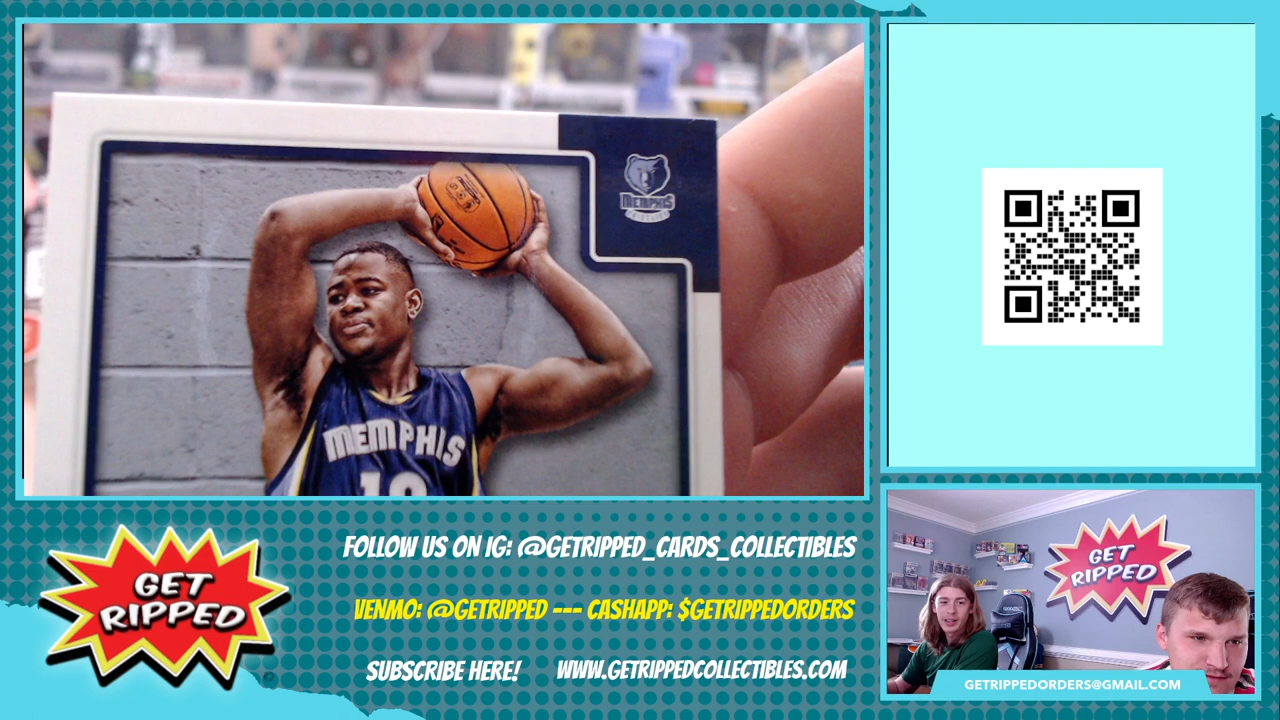 MEMPHIS
GRIZZLIES
MEMPHIS
GET
RIPPED
FOLLOW US ON IG: @GETRIPPED_CARDS_COLLECTIBLES
VENMO: @GETRIPPED --- CASHAPP: $GETRIPPEDORDERS
SUBSCRIBE HERE! WWW.GETRIPPEDCOLLECTIBLES.COM
GET
RIPPED
GETRIPPEDORDERS@GMAIL.COM